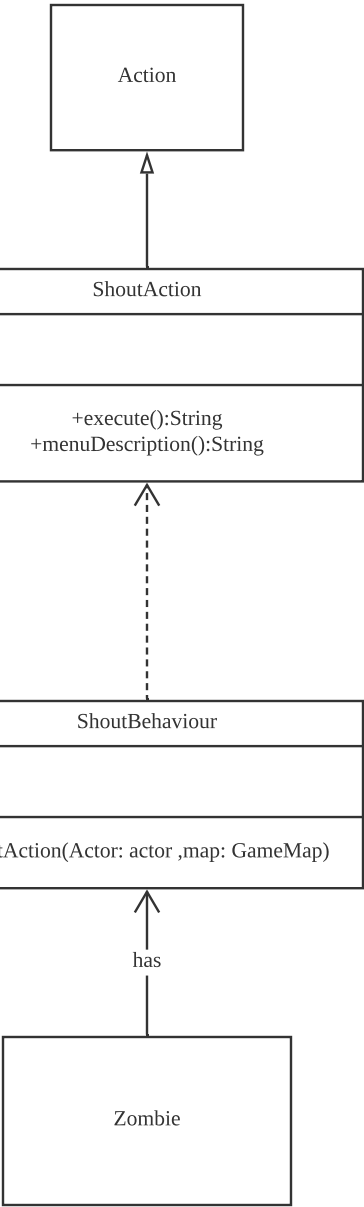 Action
ShoutAction
+execute():String
+menuDescription():String
ShoutBehaviour
tAction(Actor: actor ,map: GameMap)
has
Zombie